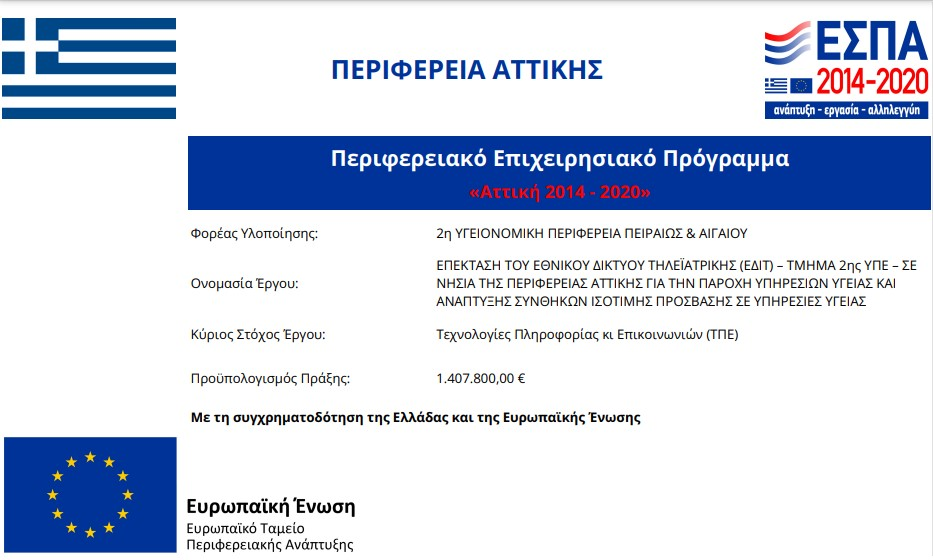 ΠΕΡΙΦΕΡΕΙΑ ΑΤΤΙΚΗΣ
ΕΣΠΑ
2014-2020
ανάπτυξη - εργασία - αλληλεγγύη
Περιφερειακό Επιχειρησιακό Πρόγραμμα
«Αττική 2014 - 2020»
Φορέας Υλοποίησης:
2η ΥΓΕΙΟΝΟΜΙΚΗ ΠΕΡΙΦΕΡΕΙΑ ΠΕΙΡΑΙΩΣ & ΑΙΓΑΙΟΥ
Ονομασία Έργου:
ΕΠΕΚΤΑΣΗ ΤΟΥ ΕΘΝΙΚΟΥ ΔΙΚΤΥΟΥ ΤΗΛΕΪΑΤΡΙΚΗΣ (ΕΔΙΤ) – ΤΜΗΜΑ 2ης ΥΠΕ – ΣΕ
ΝΗΣΙΑ ΤΗΣ ΠΕΡΙΦΕΡΕΙΑΣ ΑΤΤΙΚΗΣ ΓΙΑ ΤΗΝ ΠΑΡΟΧΗ ΥΠΗΡΕΣΙΩΝ ΥΓΕΙΑΣ ΚΑΙ
ΑΝΑΠΤΥΞΗΣ ΣΥΝΘΗΚΩΝ ΙΣΟΤΙΜΗΣ ΠΡΟΣΒΑΣΗΣ ΣΕ ΥΠΗΡΕΣΙΕΣ ΥΓΕΙΑΣ
Κύριος Στόχος Έργου:
Τεχνολογίες Πληροφορίας κι Επικοινωνιών (ΤΠΕ)
Προϋπολογισμός Πράξης:
1.407.800,00 €
Με τη συγχρηματοδότηση της Ελλάδας και της Ευρωπαϊκής Ένωσης
Ευρωπαϊκή Ένωση
Ευρωπαϊκό Ταμείο
Περιφερειακής Ανάπτυξης